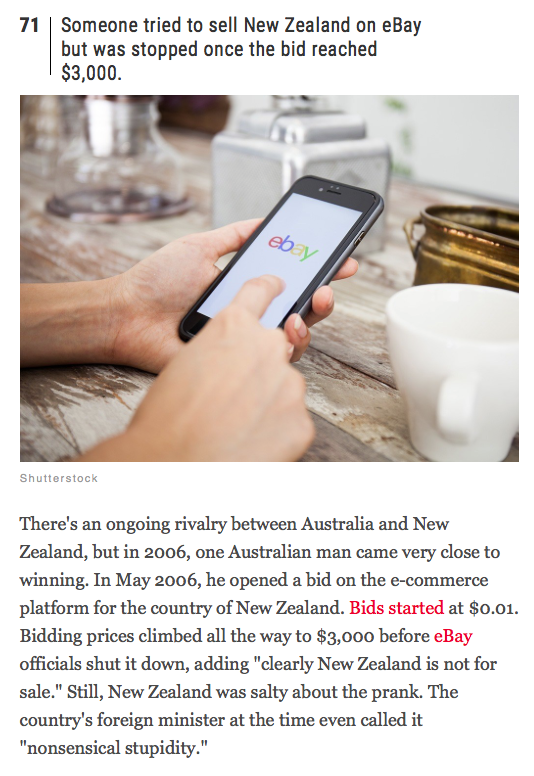 71
Someone tried to sell New Zealand on eBay
but was stopped once the bid reached
$3,000.
ebay
Shutterstock
There's an ongoing rivalry between Australia and New
Zealand, but in 2006, one Australian man came very close to
winning. In May 2006, he opened a bid on the e-commerce
platform for the country of New Zealand. Bids started at $0.01.
Bidding prices climbed all the way to $3,000 before eBay
officials shut it down, adding "clearly New Zealand is not for
sale." Still, New Zealand was salty about the prank. The
country's foreign minister at the time even called it
"nonsensical stupidity."